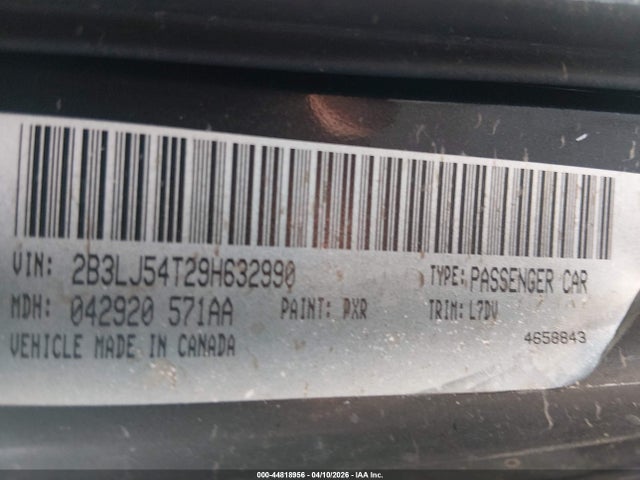 VIN: 2B3LJ54T29H632990 TYPE: PASSENGER CAR
MDH: 042920 571AA PAINT: PXR TRIM: L7DV
VEHICLE MADE IN CANADA 4658843
000-44818956 - 04/10/2026 - IAA Inc.